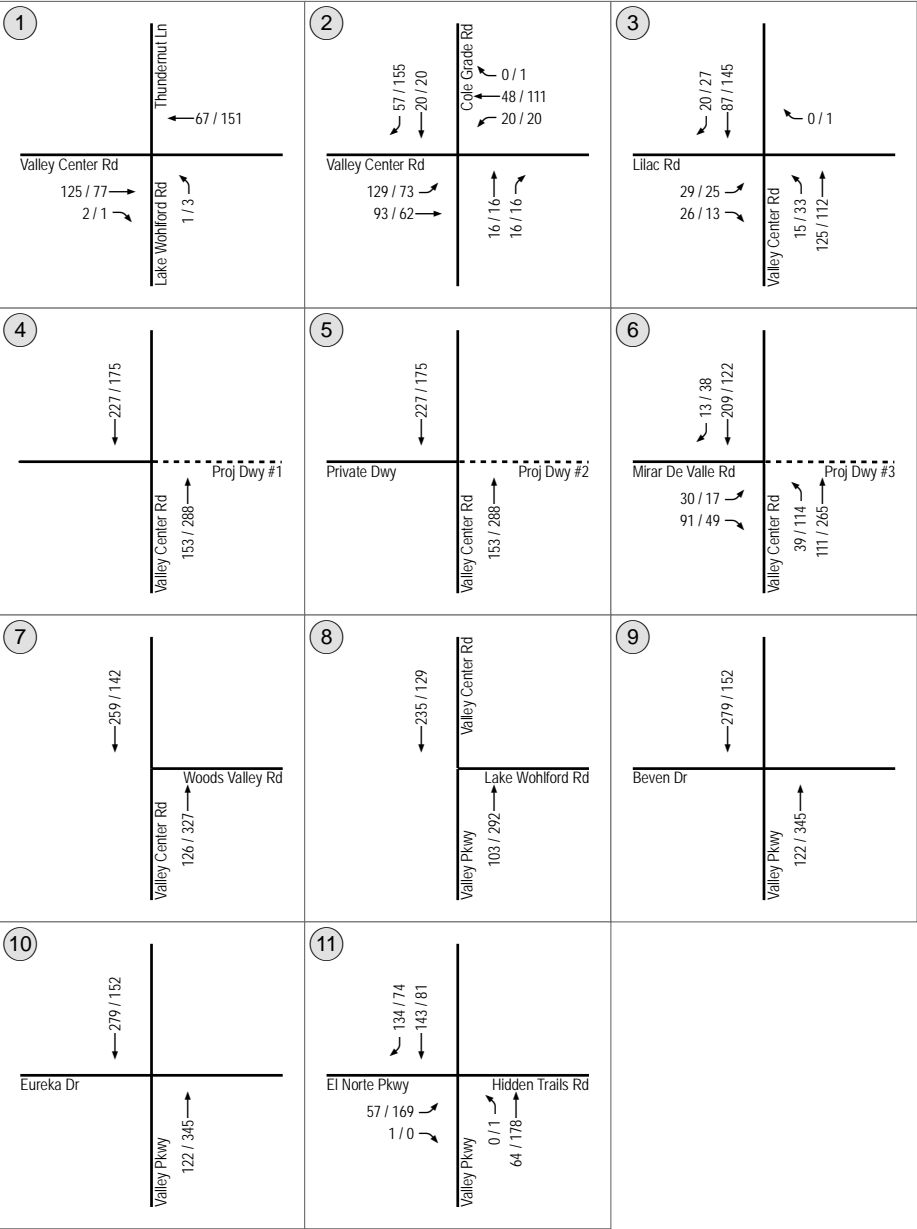 1
Thundernut Ln
67 / 151
Valley Center Rd
125 / 77
2 / 1
Lake Wohlford Rd
1 / 3
2
57 / 155
20 / 20
Cole Grade Rd
0 / 1
48 / 111
20 / 20
Valley Center Rd
129 / 73
93 / 62
16 / 16
16 / 16
3
20 / 27
87 / 145
0 / 1
Lilac Rd
29 / 25
26 / 13
Valley Center Rd
15 / 33
125 / 112
4
227 / 175
Proj Dwy #1
Valley Center Rd
153 / 288
5
227 / 175
Private Dwy
Proj Dwy #2
Valley Center Rd
153 / 288
6
13 / 38
209 / 122
Mirar De Valle Rd
Proj Dwy #3
30 / 17
91 / 49
Valley Center Rd
39 / 114
111 / 265
7
259 / 142
Woods Valley Rd
Valley Center Rd
126 / 327
8
235 / 129
Valley Center Rd
Lake Wohlford Rd
Valley Pkwy
103 / 292
9
279 / 152
Beven Dr
Valley Pkwy
122 / 345
10
279 / 152
Eureka Dr
Valley Pkwy
122 / 345
11
134 / 74
143 / 81
El Norte Pkwy
Hidden Trails Rd
57 / 169
1 / 0
Valley Pkwy
0 / 1
64 / 178